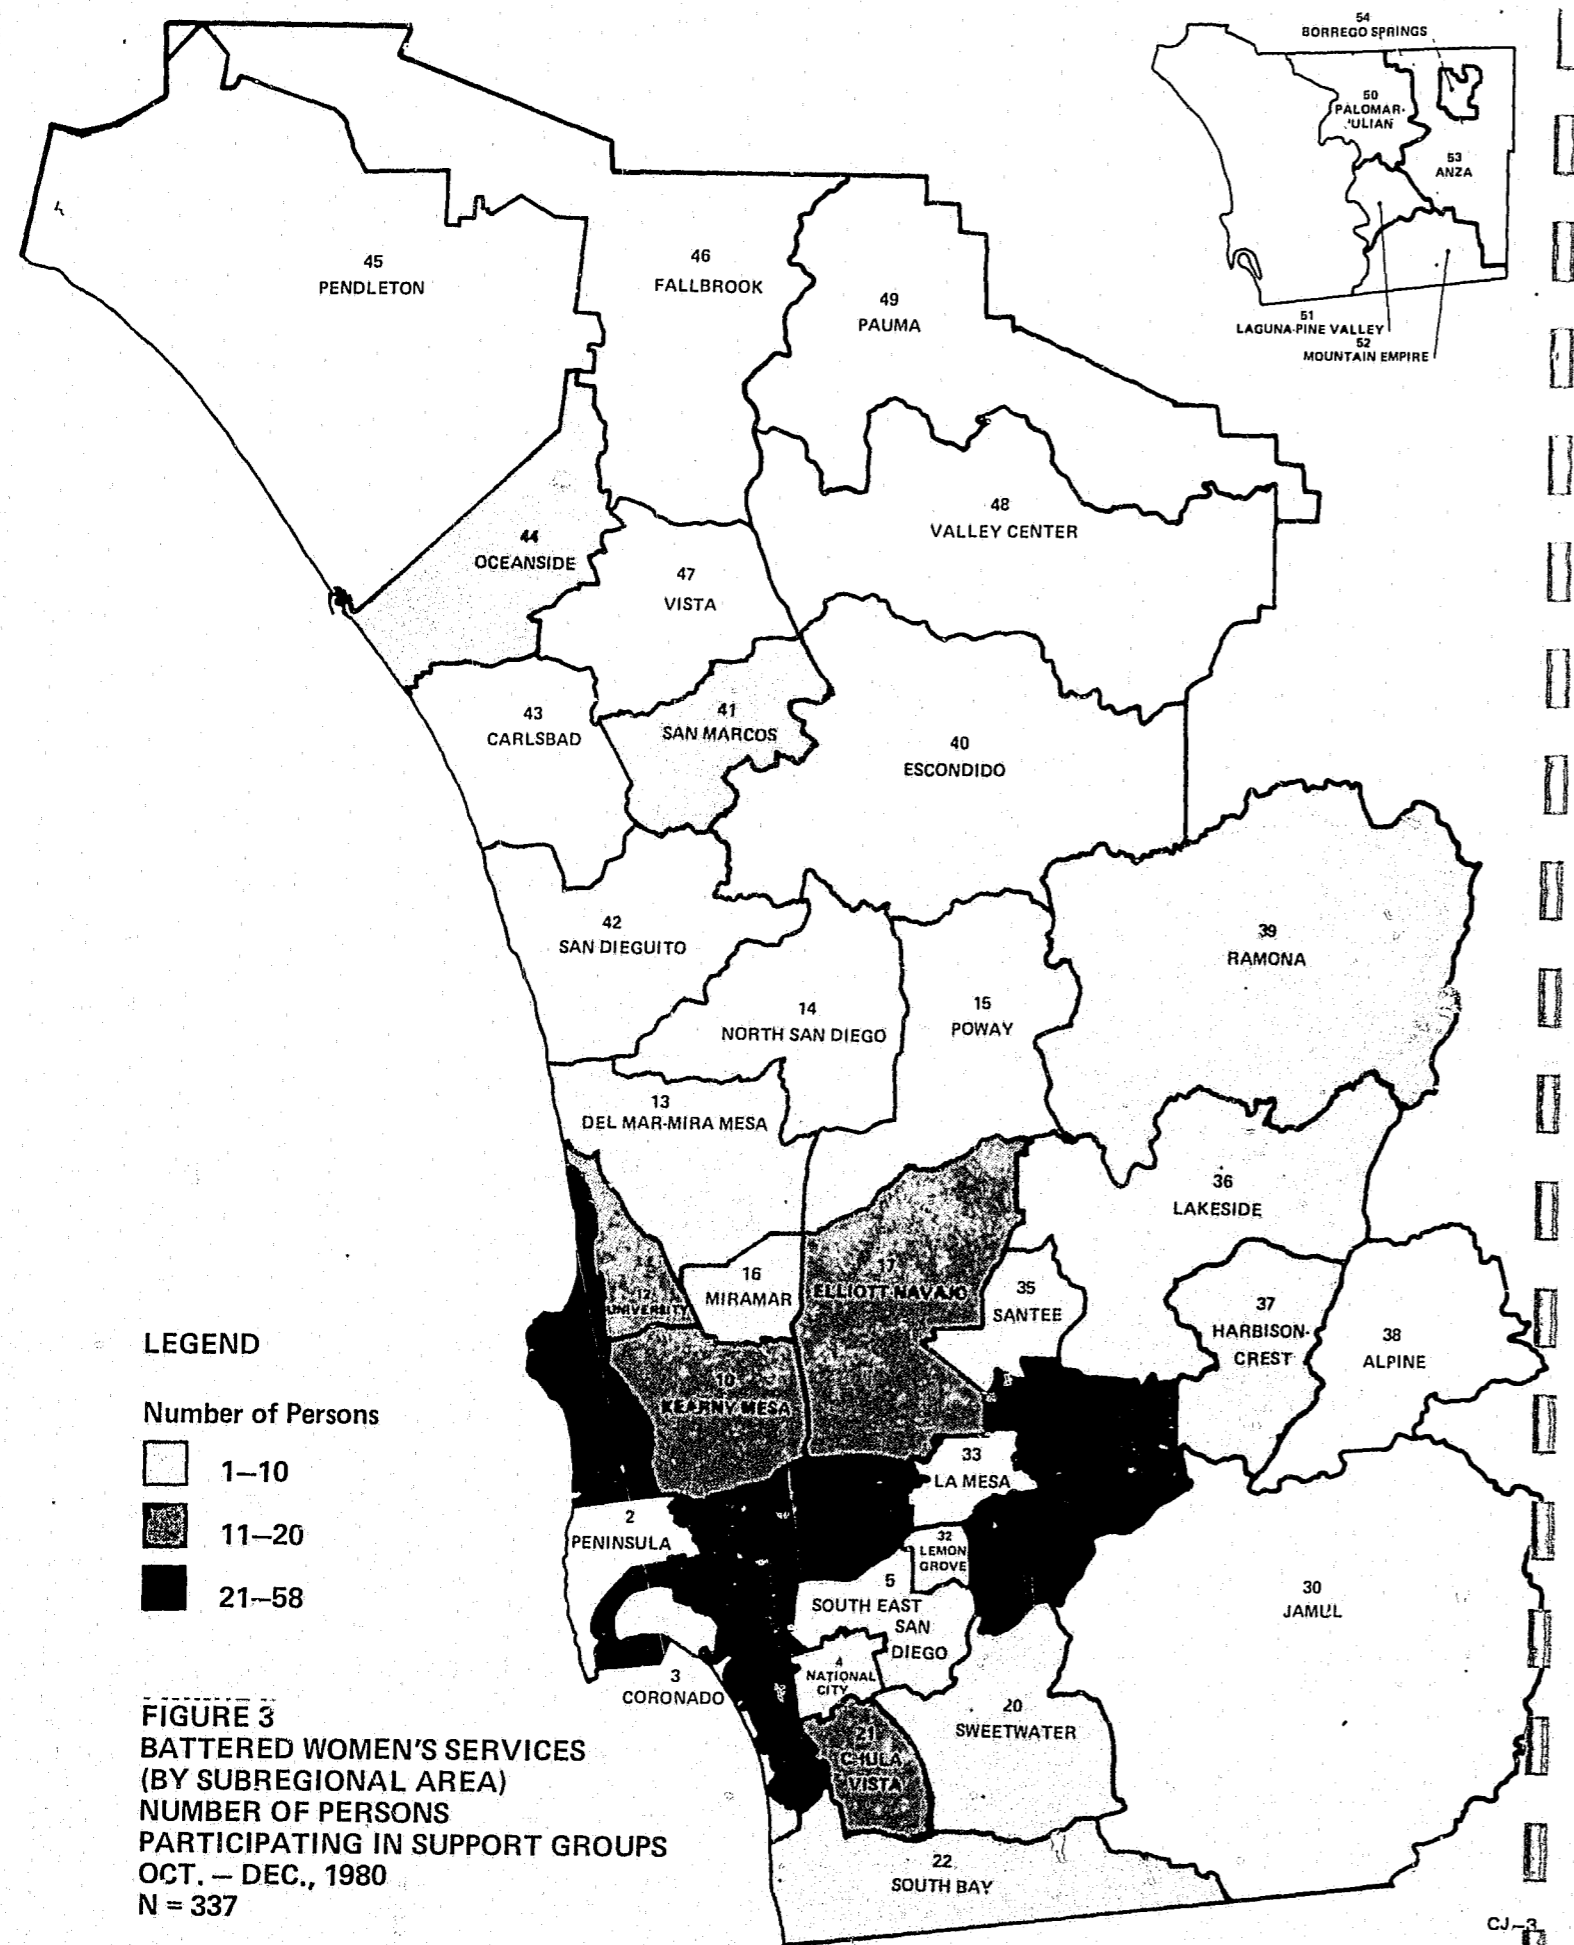 54
BORREGO SPRINGS
50
PALOMAR-
ULIAN
53
ANZA
51
LAGUNA-PINE VALLEY
52
MOUNTAIN EMPIRE
45
PENDLETON
46
FALLBROOK
49
PAUMA
48
VALLEY CENTER
44
OCEANSIDE
47
VISTA
43
CARLSBAD
41
SAN MARCOS
40
ESCONDIDO
42
SAN DIEGUITO
39
RAMONA
14
NORTH SAN DIEGO
15
POWAY
13
DEL MAR-MIRA MESA
36
LAKESIDE
12
UNIVERSITY
16
MIRAMAR
17
ELLIOTT-NAVAJO
35
SANTEE
37
HARBISON-
CREST
38
ALPINE
10
KEARNY MESA
33
LA MESA
2
PENINSULA
32
LEMON
GROVE
5
SOUTH EAST
SAN
DIEGO
30
JAMUL
4
NATIONAL
CITY
3
CORONADO
20
SWEETWATER
21
CHULA
VISTA
22
SOUTH BAY
LEGEND
Number of Persons
1–10
11–20
21–58
FIGURE 3
BATTERED WOMEN'S SERVICES
(BY SUBREGIONAL AREA)
NUMBER OF PERSONS
PARTICIPATING IN SUPPORT GROUPS
OCT. – DEC., 1980
N = 337
CJ–3